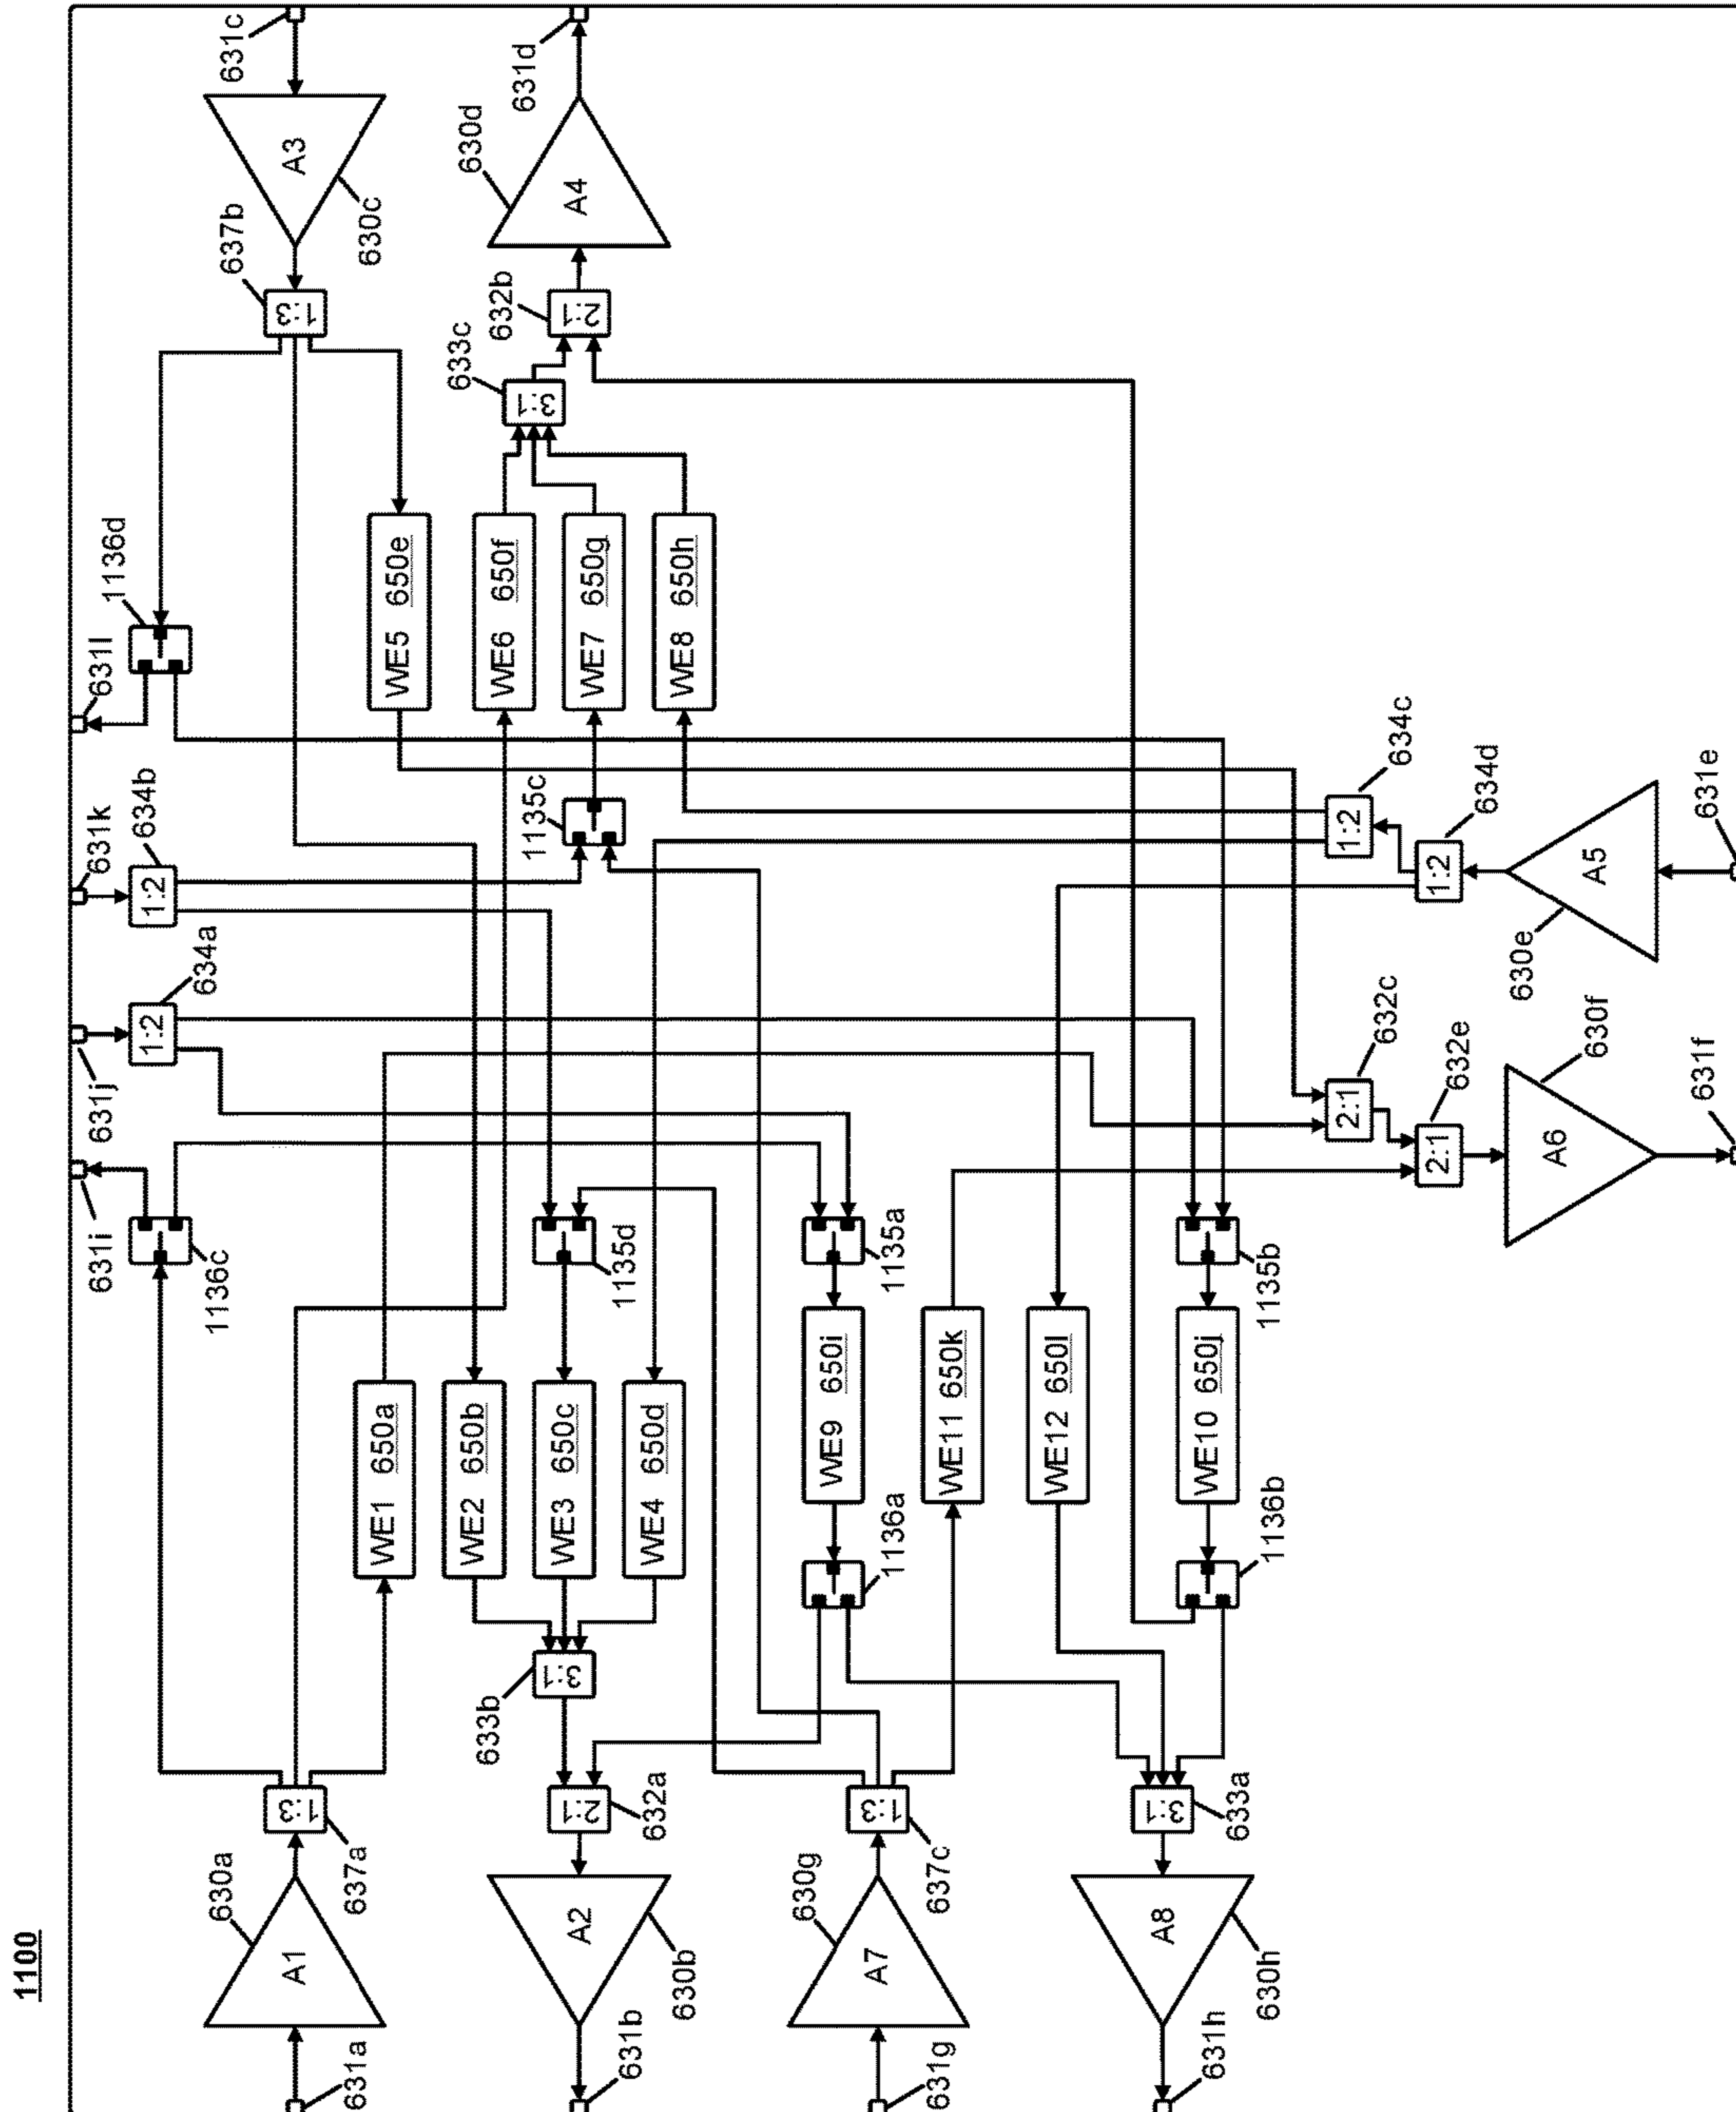 1100
631c
A3
630c
637b
1:3
631d
630d
A4
632b
2:1
633c
3:1
1136d
631l
WE5 650e
WE6 650f
WE7 650g
WE8 650h
1135c
631k
634b
1:2
634a
1:2
631j
634c
1:2
634d
1:2
A5
630e
631e
632c
2:1
632e
2:1
A6
630f
631f
631i
1136c
1135d
1135a
1135b
WE1 650a
WE2 650b
WE3 650c
WE4 650d
WE9 650i
WE11 650k
WE12 650l
WE10 650j
1136a
1136b
633b
3:1
630a
A1
637a
1:3
631a
632a
2:1
A2
630b
631b
630g
A7
637c
1:3
631g
633a
3:1
A8
630h
631h